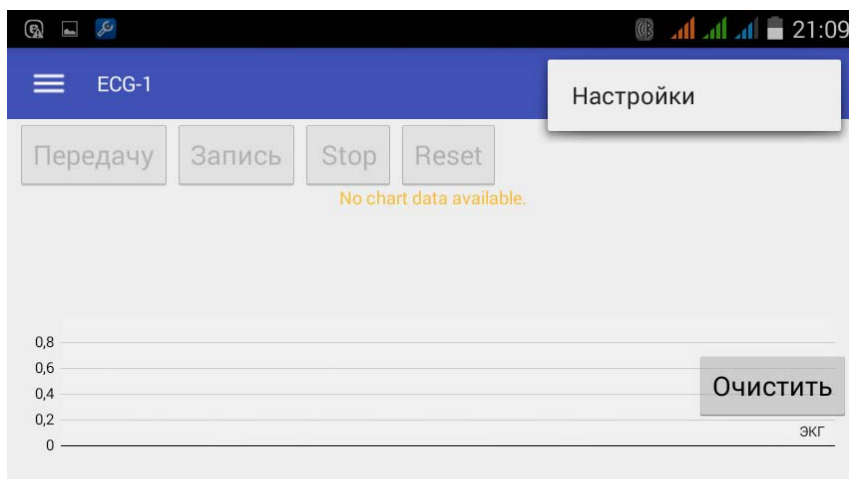 21:09
ECG-1
Настройки
Передачу Запись Stop Reset
No chart data available.
0,8
0,6
0,4
Очистить
0,2
ЭКГ
0